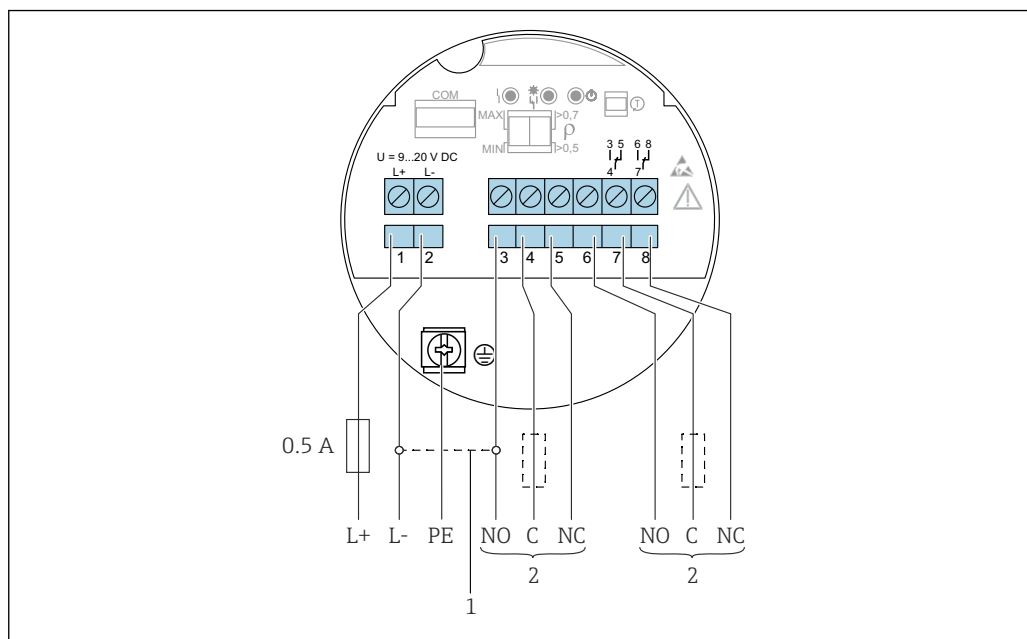 COM
MAX
>0,7
ρ
MIN
>0,5
T
U = 9...20 V DC
L+ L-
3 5
4
6 8
7
1 2 3 4 5 6 7 8
0.5 A
L+ L- PE NO C NC NO C NC
2 2
1